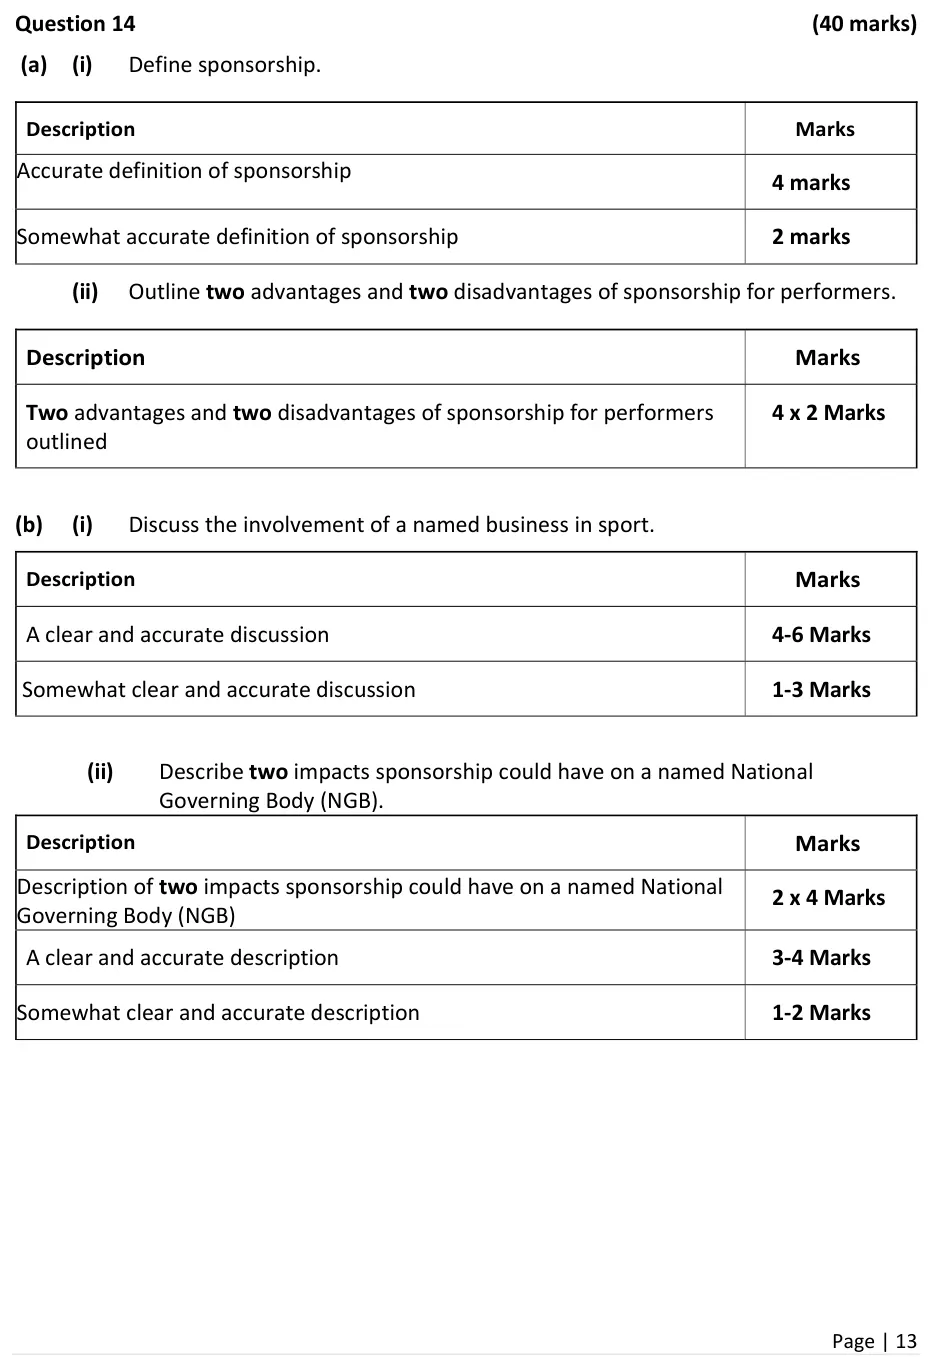 Question 14 (40 marks)
(a) (i) Define sponsorship.
Description Marks
Accurate definition of sponsorship 4 marks
Somewhat accurate definition of sponsorship 2 marks
(ii) Outline two advantages and two disadvantages of sponsorship for performers.
Description Marks
Two advantages and two disadvantages of sponsorship for performers 4 x 2 Marks
outlined
(b) (i) Discuss the involvement of a named business in sport.
Description Marks
A clear and accurate discussion 4-6 Marks
Somewhat clear and accurate discussion 1-3 Marks
(ii) Describe two impacts sponsorship could have on a named National
Governing Body (NGB).
Description Marks
Description of two impacts sponsorship could have on a named National 2 x 4 Marks
Governing Body (NGB)
A clear and accurate description 3-4 Marks
Somewhat clear and accurate description 1-2 Marks
Page | 13